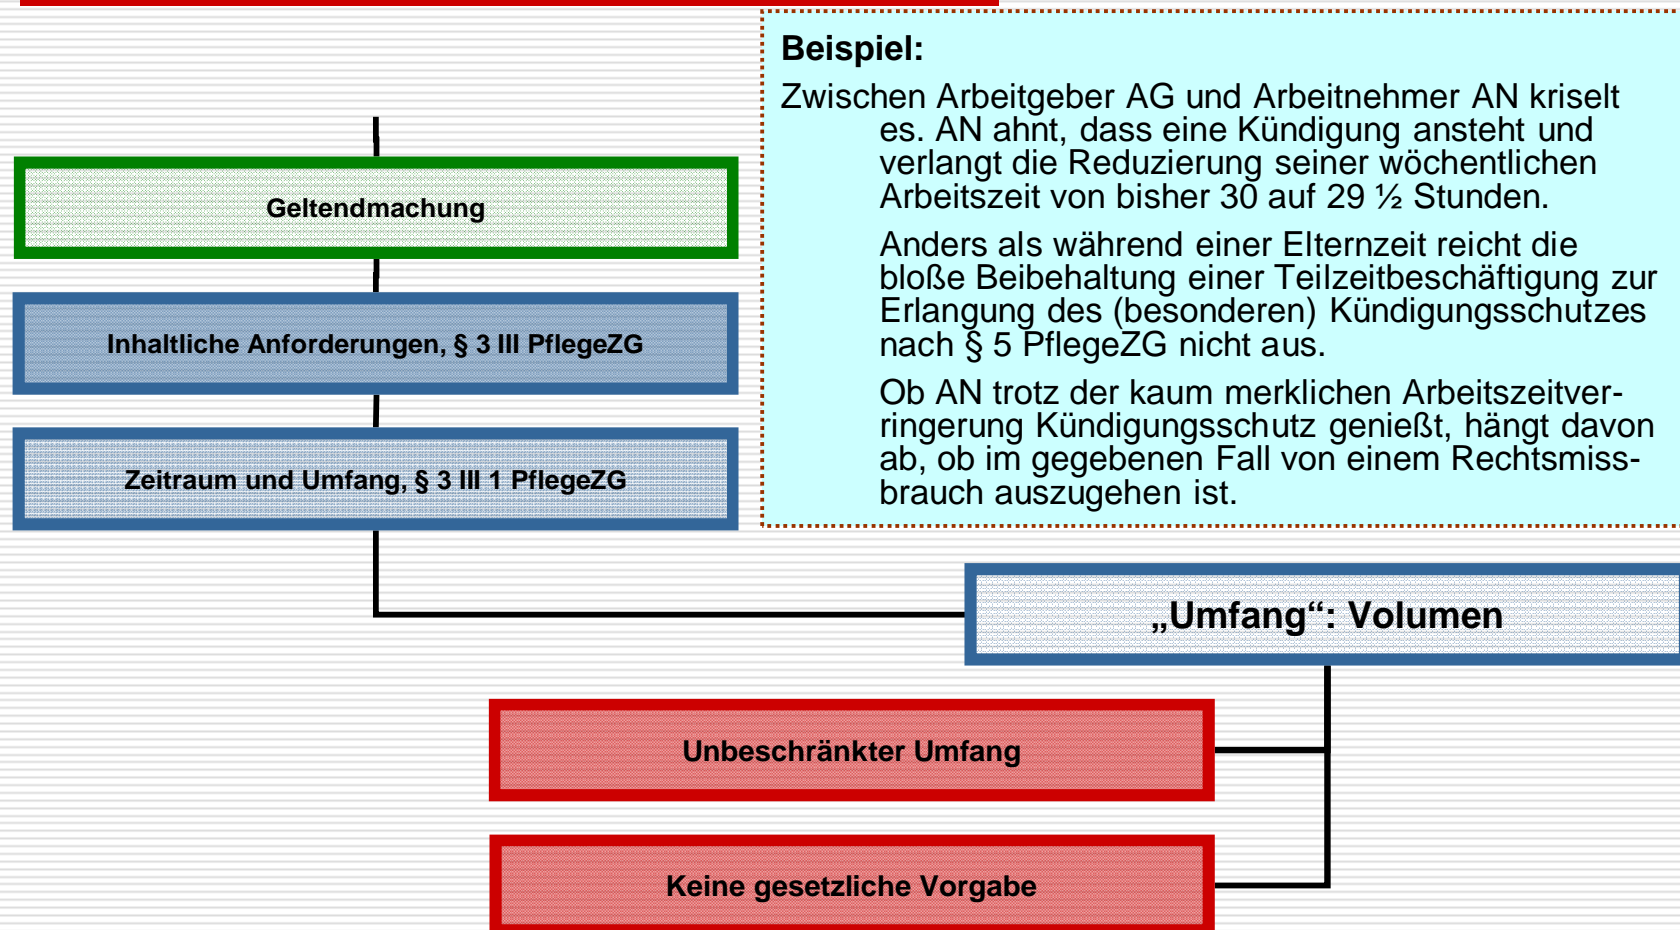 Beispiel:
Zwischen Arbeitgeber AG und Arbeitnehmer AN kriselt
es. AN ahnt, dass eine Kündigung ansteht und
verlangt die Reduzierung seiner wöchentlichen
Arbeitszeit von bisher 30 auf 29 ½ Stunden.
Anders als während einer Elternzeit reicht die
bloße Beibehaltung einer Teilzeitbeschäftigung zur
Erlangung des (besonderen) Kündigungsschutzes
nach § 5 PflegeZG nicht aus.
Ob AN trotz der kaum merklichen Arbeitszeitver-
ringerung Kündigungsschutz genießt, hängt davon
ab, ob im gegebenen Fall von einem Rechtsmiss-
brauch auszugehen ist.
Geltendmachung
Inhaltliche Anforderungen, § 3 III PflegeZG
Zeitraum und Umfang, § 3 III 1 PflegeZG
„Umfang“: Volumen
Unbeschränkter Umfang
Keine gesetzliche Vorgabe